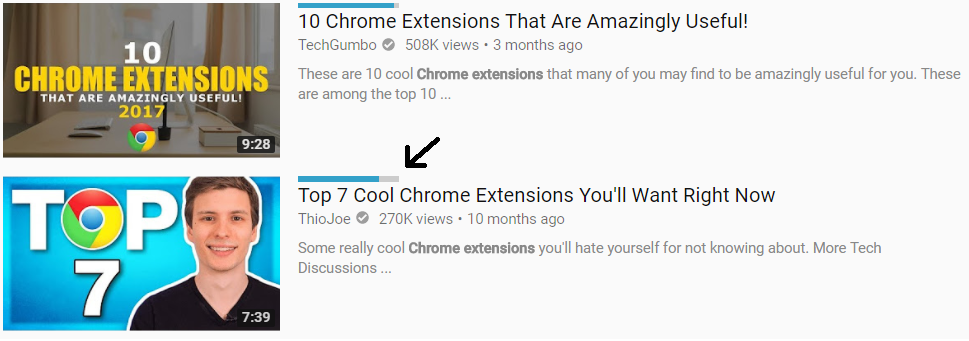 10
CHROME EXTENSIONS
THAT ARE AMAZINGLY USEFUL!
2017
9:28
10 Chrome Extensions That Are Amazingly Useful!
TechGumbo 508K views • 3 months ago
These are 10 cool Chrome extensions that many of you may find to be amazingly useful for you. These
are among the top 10 ...
TOP
7
7:39
Top 7 Cool Chrome Extensions You'll Want Right Now
ThioJoe 270K views • 10 months ago
Some really cool Chrome extensions you'll hate yourself for not knowing about. More Tech
Discussions ...